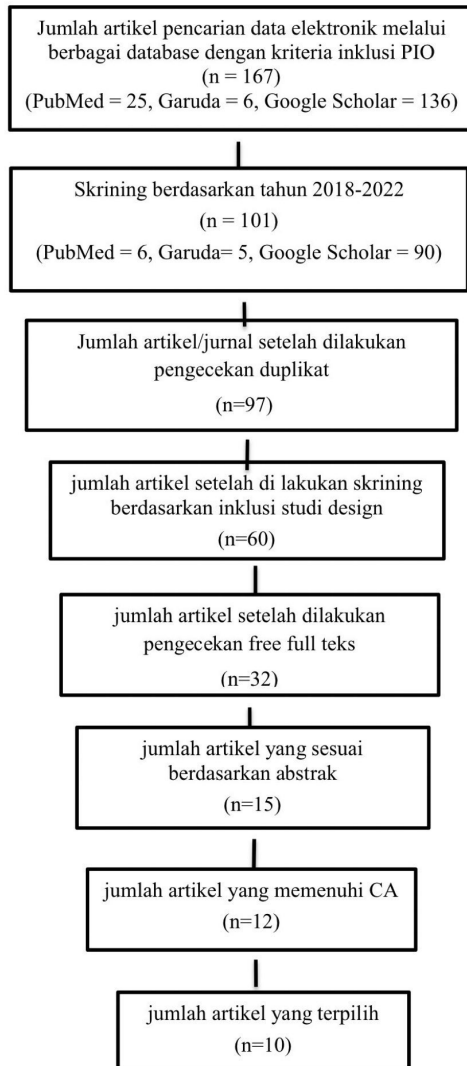 Jumlah artikel pencarian data elektronik melalui
berbagai database dengan kriteria inklusi PIO
(n = 167)
(PubMed = 25, Garuda = 6, Google Scholar = 136)
Skrining berdasarkan tahun 2018-2022
(n = 101)
(PubMed = 6, Garuda= 5, Google Scholar = 90)
Jumlah artikel/jurnal setelah dilakukan
pengecekan duplikat
(n=97)
jumlah artikel setelah di lakukan skrining
berdasarkan inklusi studi design
(n=60)
jumlah artikel setelah dilakukan
pengecekan free full teks
(n=32)
jumlah artikel yang sesuai
berdasarkan abstrak
(n=15)
jumlah artikel yang memenuhi CA
(n=12)
jumlah artikel yang terpilih
(n=10)